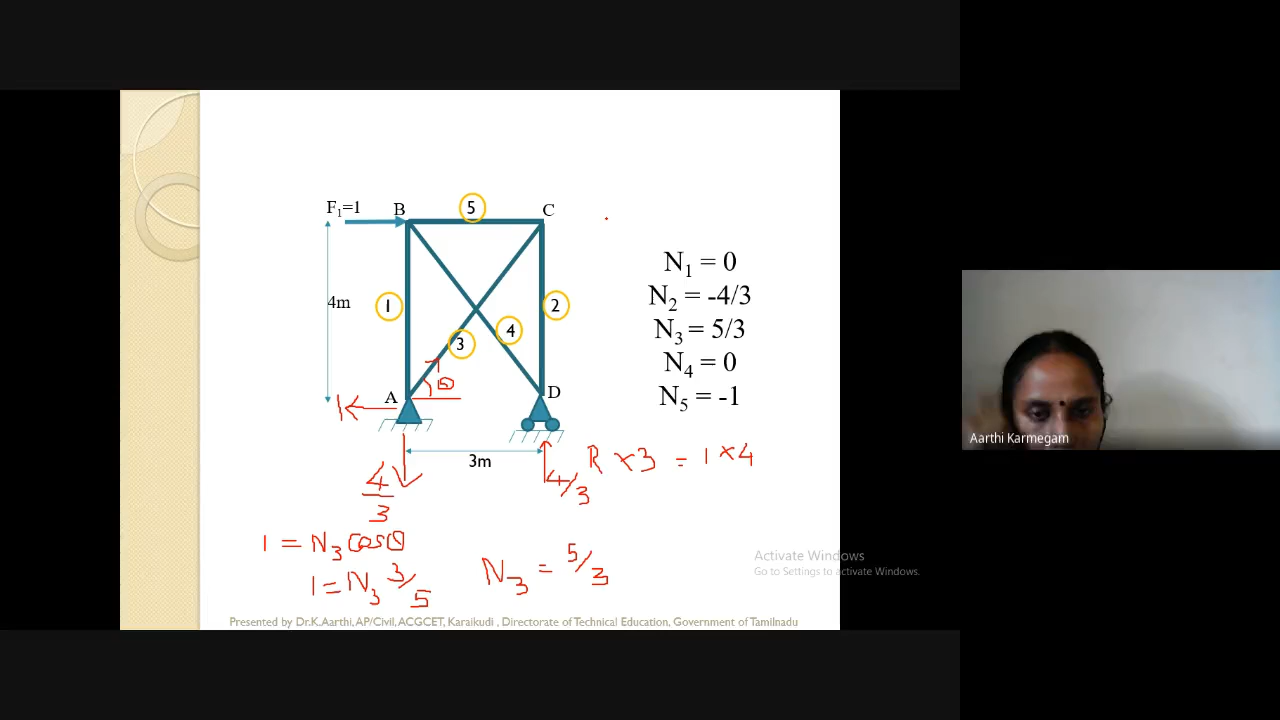 F1=1
B
5
C
4m
1
2
3
4
θ
A
D
1
3m
N1 = 0
N2 = -4/3
N3 = 5/3
N4 = 0
N5 = -1
4/3
R × 3 = 1 × 4
4/3
1 = N3 cosθ
1 = N3 3/5
N3 = 5/3
Presented by Dr.K.Aarthi, AP/Civil, ACGCET, Karaikudi , Directorate of Technical Education, Government of Tamilnadu
Activate Windows
Go to Settings to activate Windows.
Aarthi Karmegam